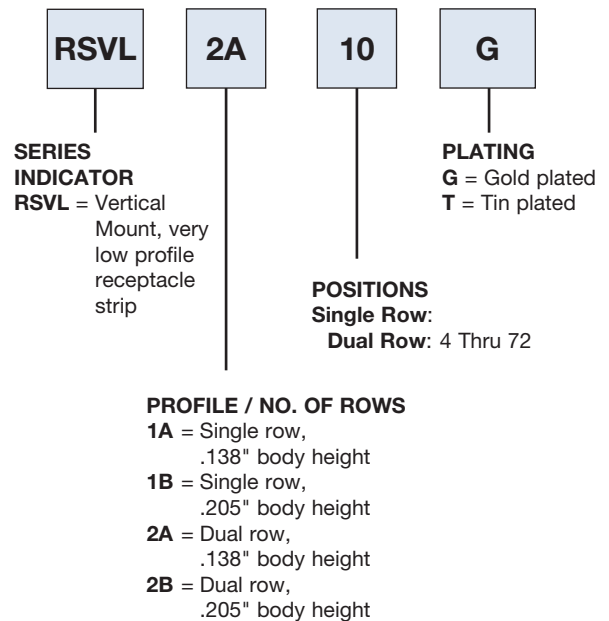 RSVL 2A 10 G
SERIES
INDICATOR
RSVL = Vertical
Mount, very
low profile
receptacle
strip
PLATING
G = Gold plated
T = Tin plated
POSITIONS
Single Row:
Dual Row: 4 Thru 72
PROFILE / NO. OF ROWS
1A = Single row,
.138" body height
1B = Single row,
.205" body height
2A = Dual row,
.138" body height
2B = Dual row,
.205" body height